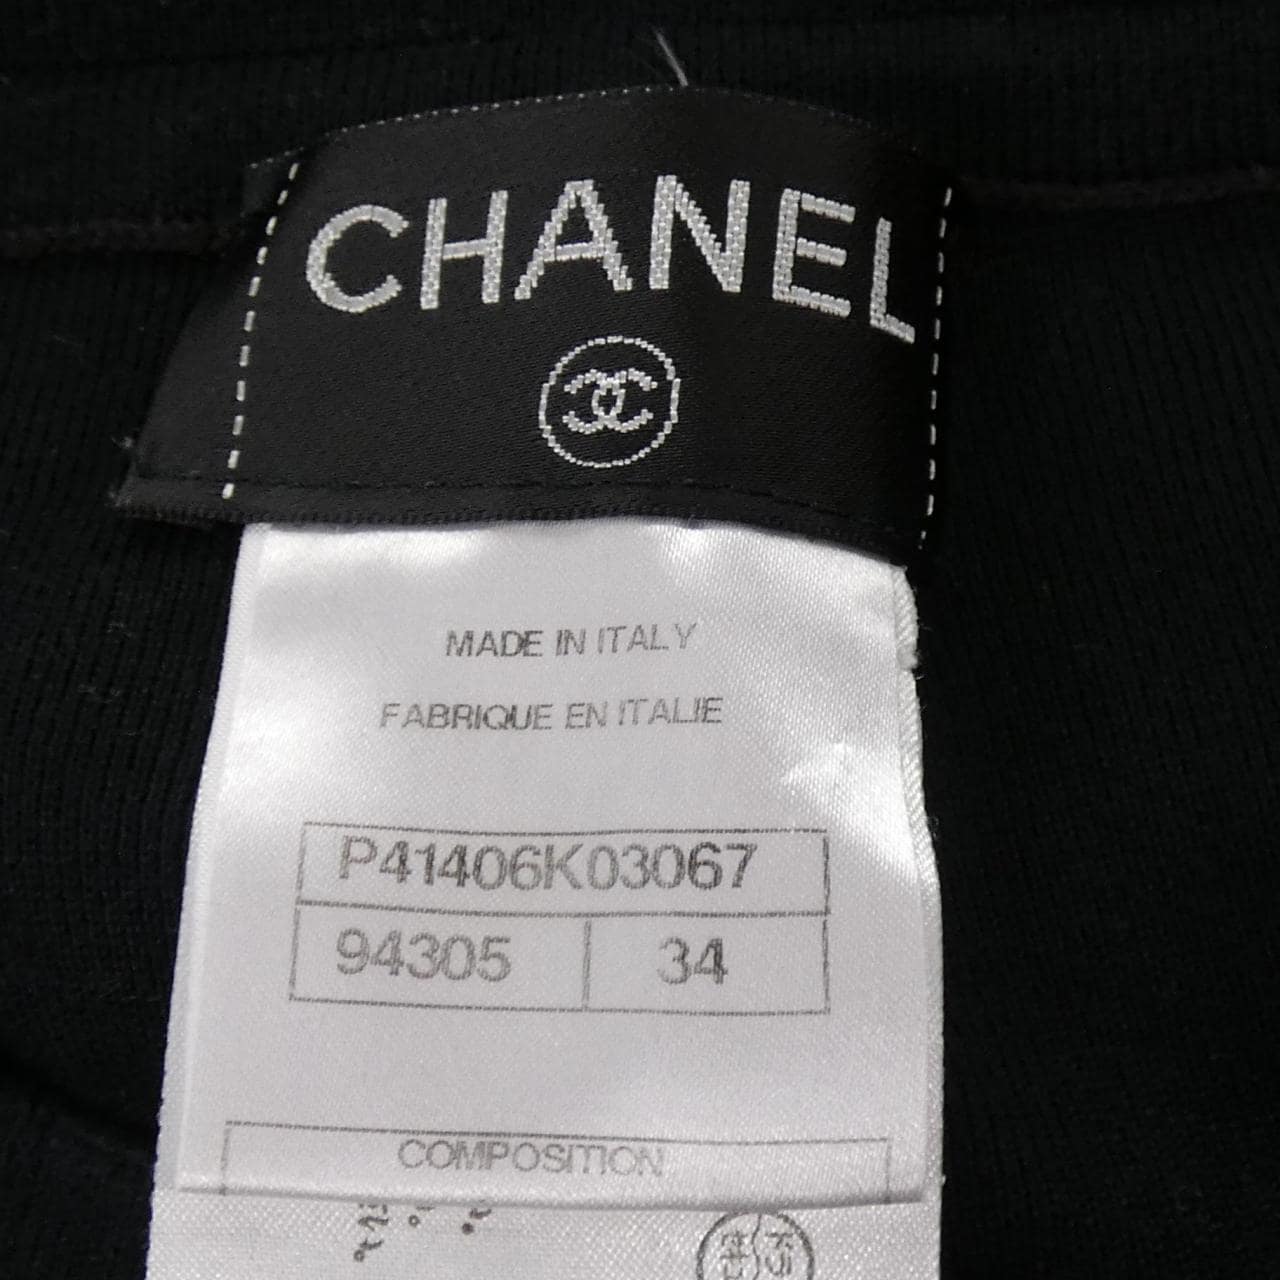 CHANEL
MADE IN ITALY
FABRIQUE EN ITALIE
P41406K03067
94305 34
COMPOSITION